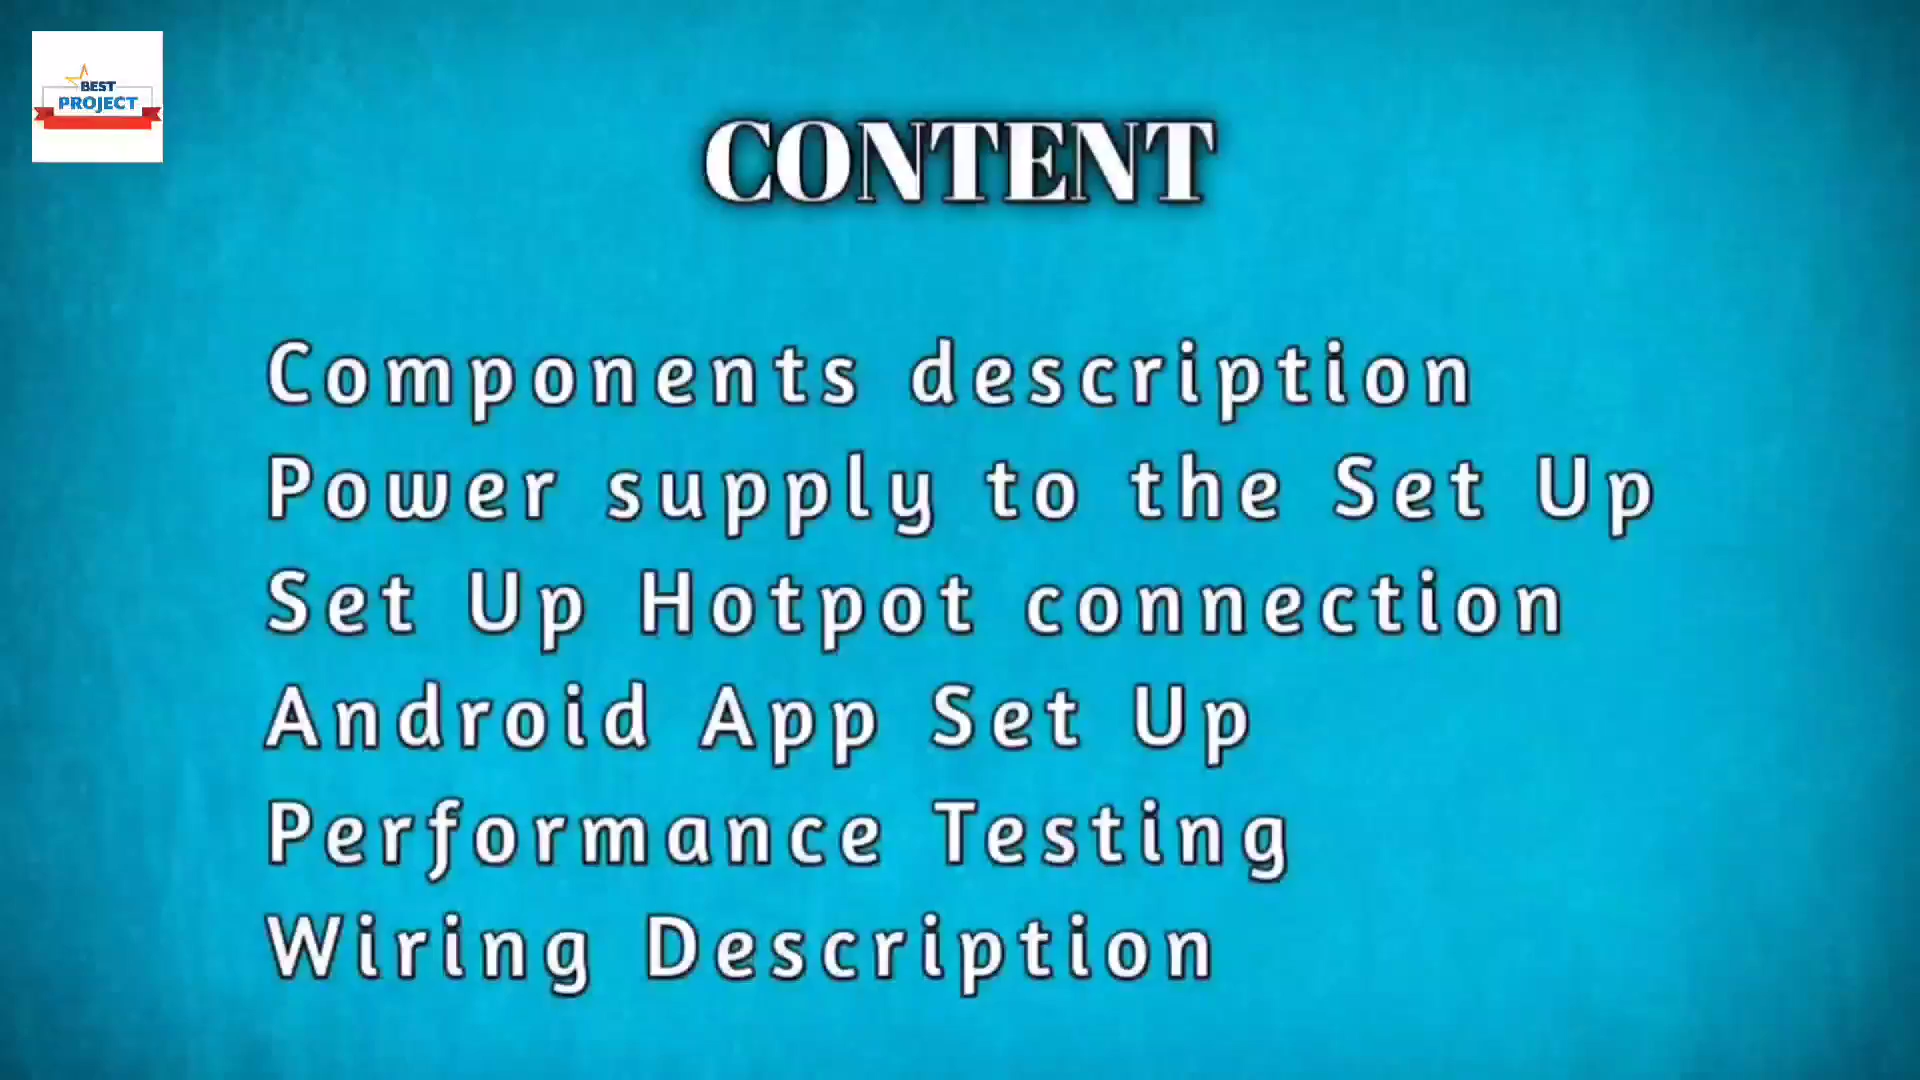 BEST
PROJECT
CONTENT
Components description
Power supply to the Set Up
Set Up Hotpot connection
Android App Set Up
Performance Testing
Wiring Description